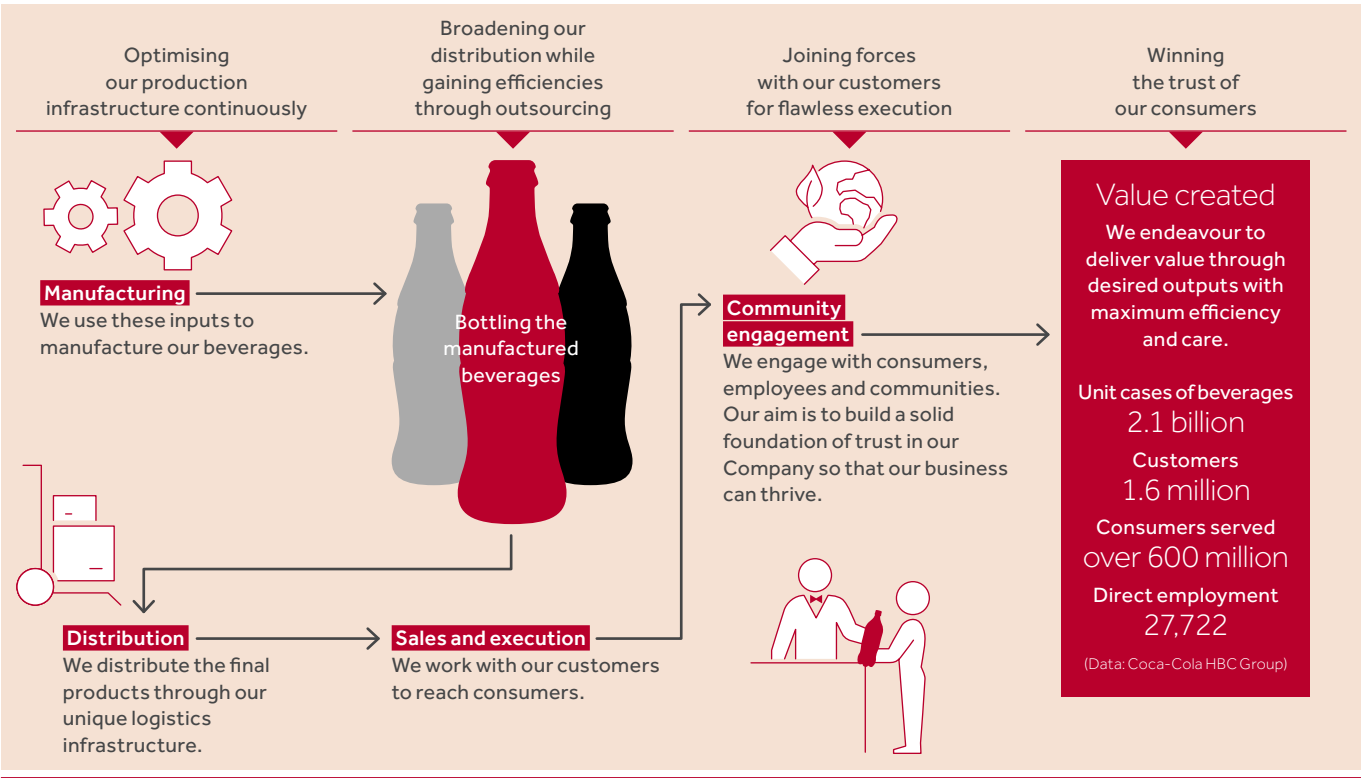 Optimising
our production
infrastructure continuously
Broadening our
distribution while
gaining efficiencies
through outsourcing
Joining forces
with our customers
for flawless execution
Winning
the trust of
our consumers
Manufacturing
We use these inputs to
manufacture our beverages.
Bottling the
manufactured
beverages
Distribution
We distribute the final
products through our
unique logistics
infrastructure.
Sales and execution
We work with our customers
to reach consumers.
Community
engagement
We engage with consumers,
employees and communities.
Our aim is to build a solid
foundation of trust in our
Company so that our business
can thrive.
Value created
We endeavour to
deliver value through
desired outputs with
maximum efficiency
and care.
Unit cases of beverages
2.1 billion
Customers
1.6 million
Consumers served
over 600 million
Direct employment
27,722
(Data: Coca-Cola HBC Group)